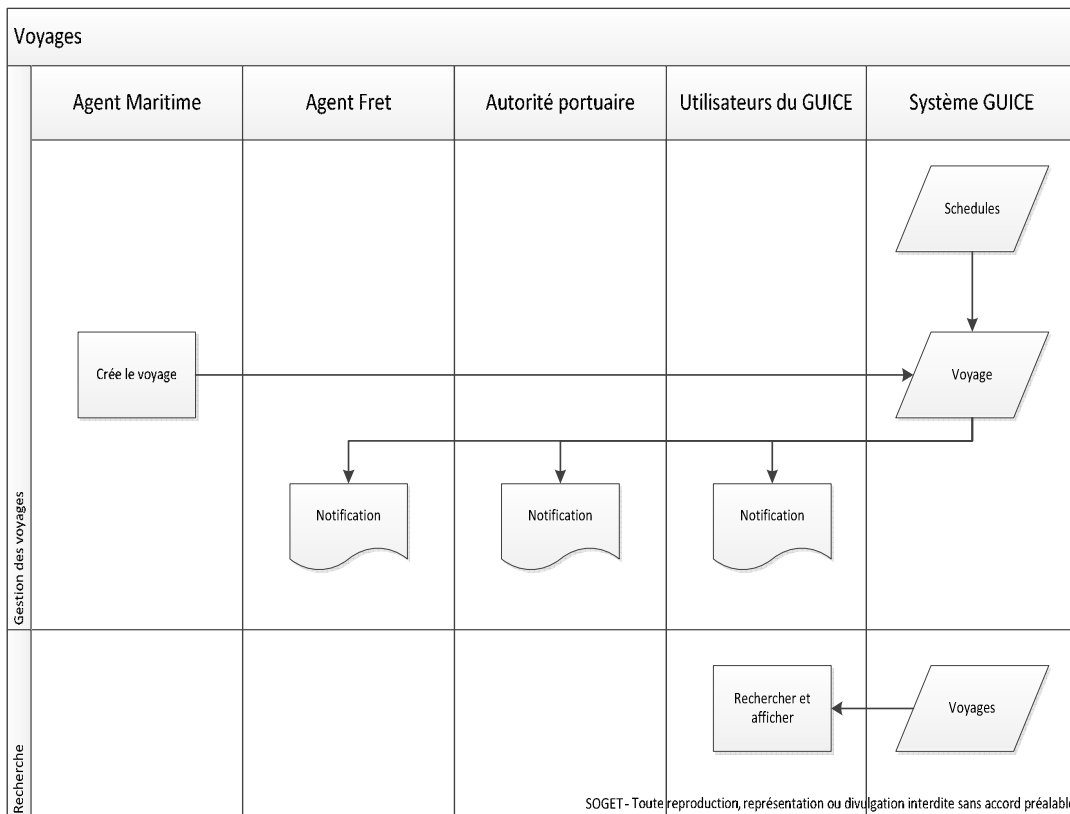 Voyages
Agent Maritime
Agent Fret
Autorité portuaire
Utilisateurs du GUICE
Système GUICE
Gestion des voyages
Schedules
Crée le voyage
Voyage
Notification
Notification
Notification
Recherche
Rechercher et
afficher
Voyages
SOGET - Toute reproduction, représentation ou divulgation interdite sans accord préalable